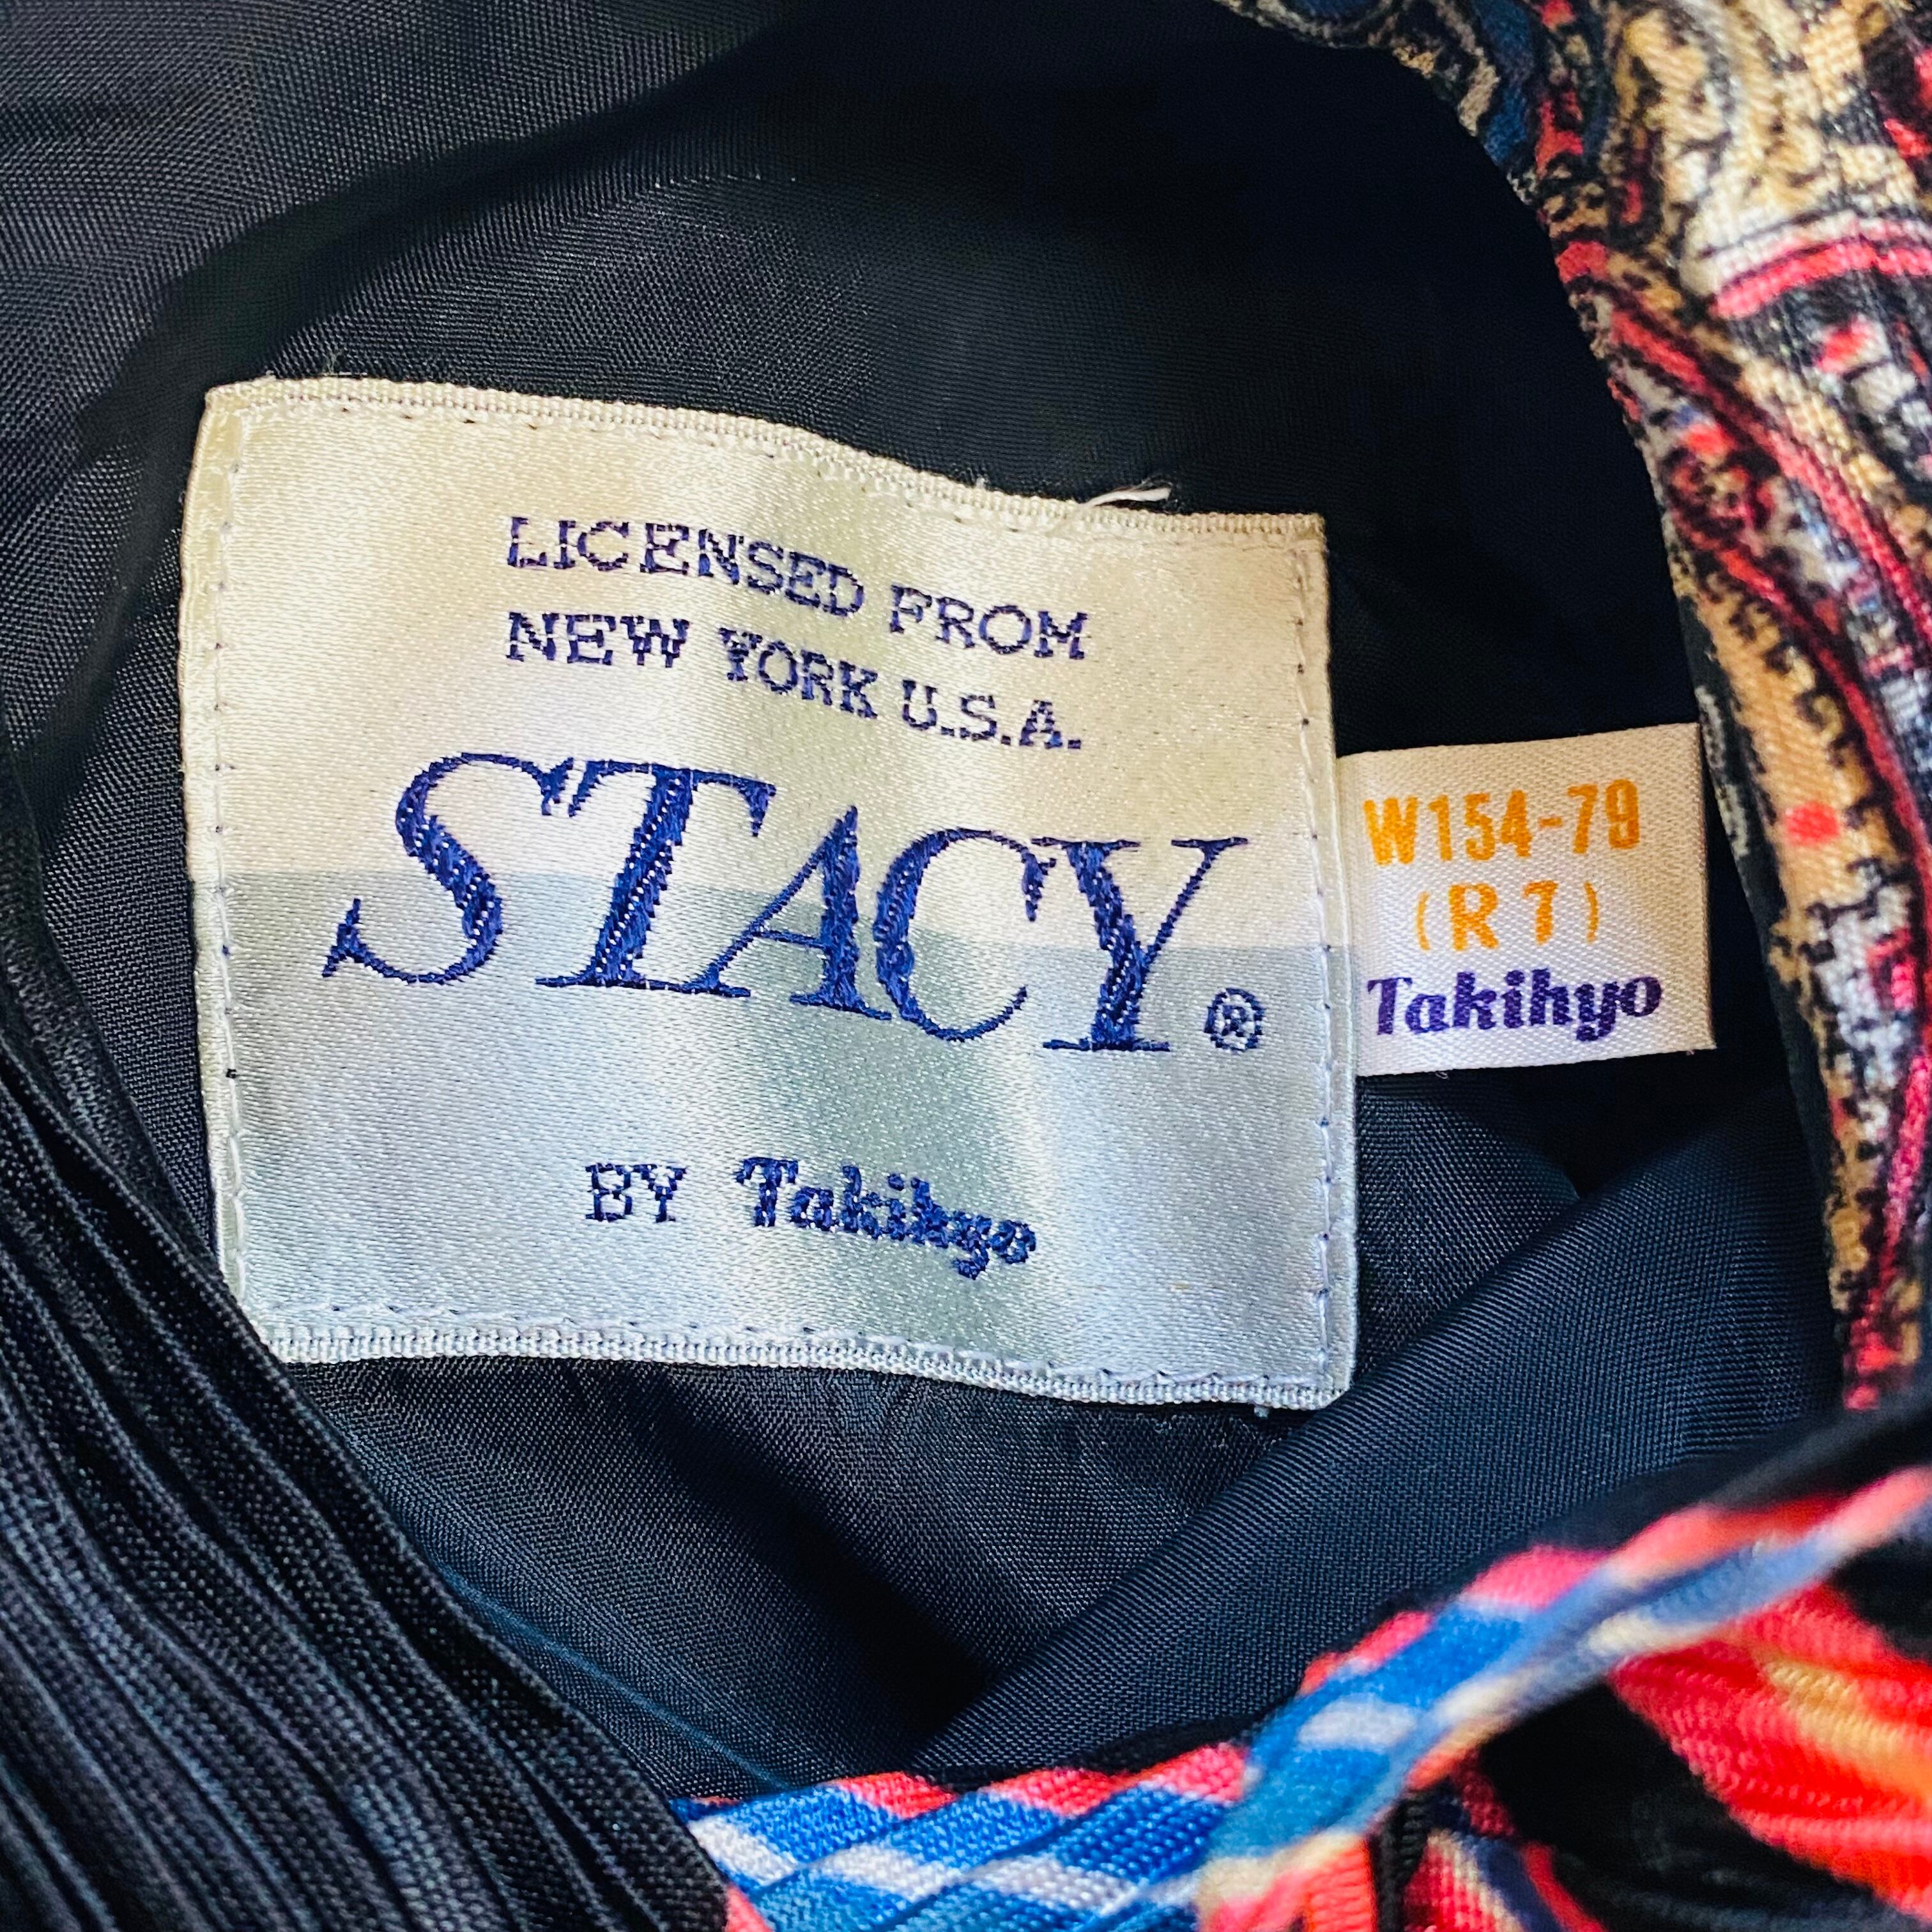 LICENSED FROM
NEW YORK U.S.A.
STACY®
BY Takihyo
W154-79
(R7)
Takihyo